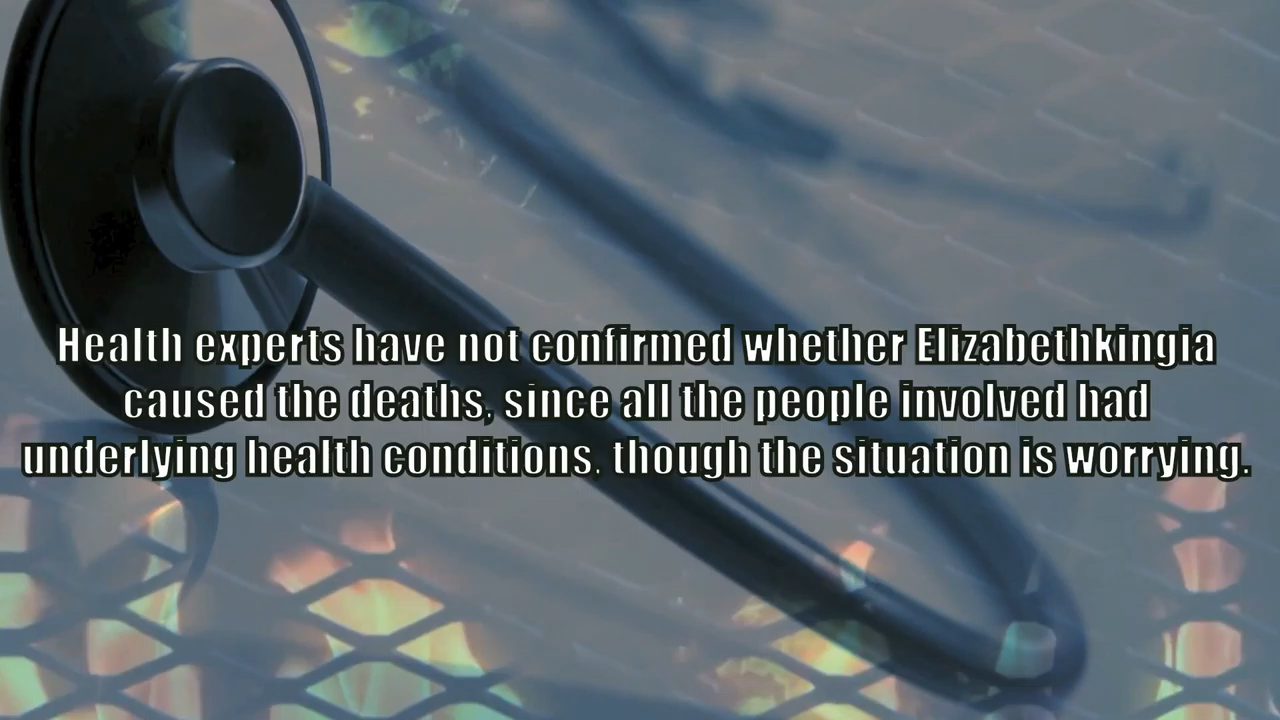 Health experts have not confirmed whether Elizabethkingia
caused the deaths, since all the people involved had
underlying health conditions, though the situation is worrying.